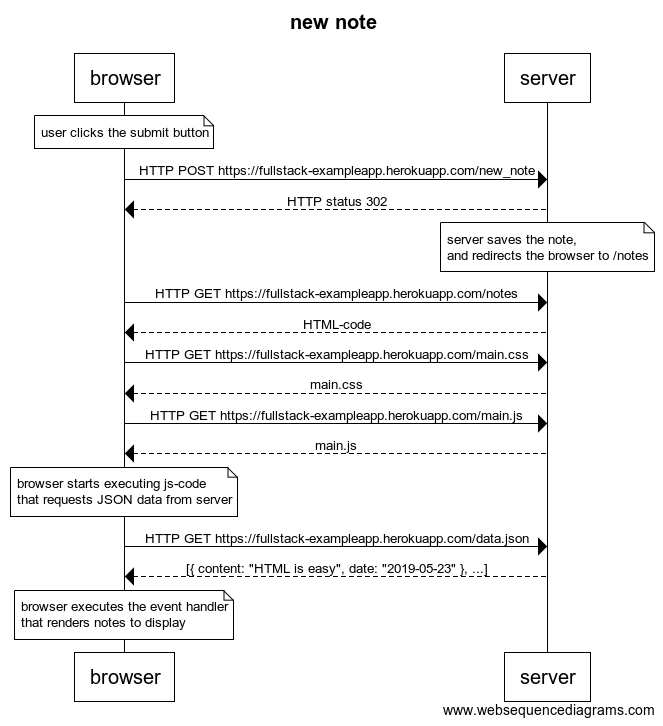 new note
browser
server
user clicks the submit button
HTTP POST https://fullstack-exampleapp.herokuapp.com/new_note
HTTP status 302
server saves the note,
and redirects the browser to /notes
HTTP GET https://fullstack-exampleapp.herokuapp.com/notes
HTML-code
HTTP GET https://fullstack-exampleapp.herokuapp.com/main.css
main.css
HTTP GET https://fullstack-exampleapp.herokuapp.com/main.js
main.js
browser starts executing js-code
that requests JSON data from server
HTTP GET https://fullstack-exampleapp.herokuapp.com/data.json
[{ content: "HTML is easy", date: "2019-05-23" }, ...]
browser executes the event handler
that renders notes to display
browser
server
www.websequencediagrams.com